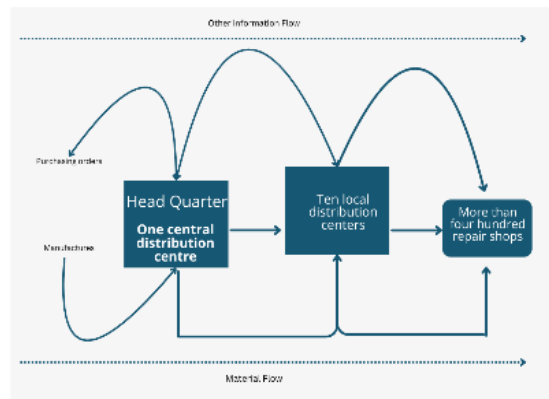 Other Information Flow
Purchasing orders
Head Quarter
One central
distribution
centre
Manufactures
Ten local
distribution
centers
More than
four hundred
repair shops
Material Flow